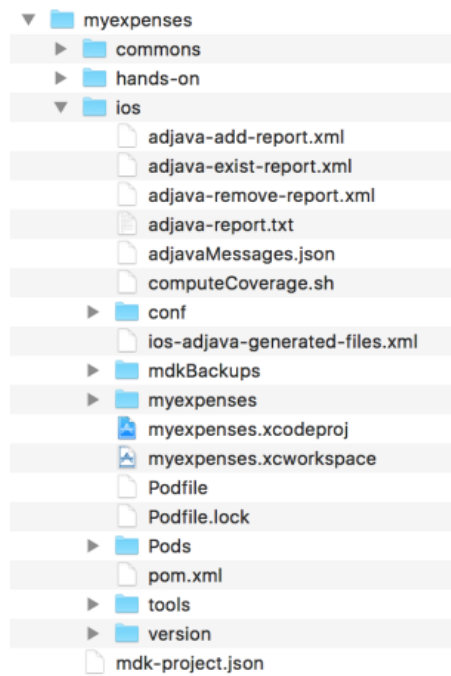 myexpenses
commons
hands-on
ios
adjava-add-report.xml
adjava-exist-report.xml
adjava-remove-report.xml
adjava-report.txt
adjavaMessages.json
computeCoverage.sh
conf
ios-adjava-generated-files.xml
mdkBackups
myexpenses
myexpenses.xcodeproj
myexpenses.xcworkspace
Podfile
Podfile.lock
Pods
pom.xml
tools
version
mdk-project.json